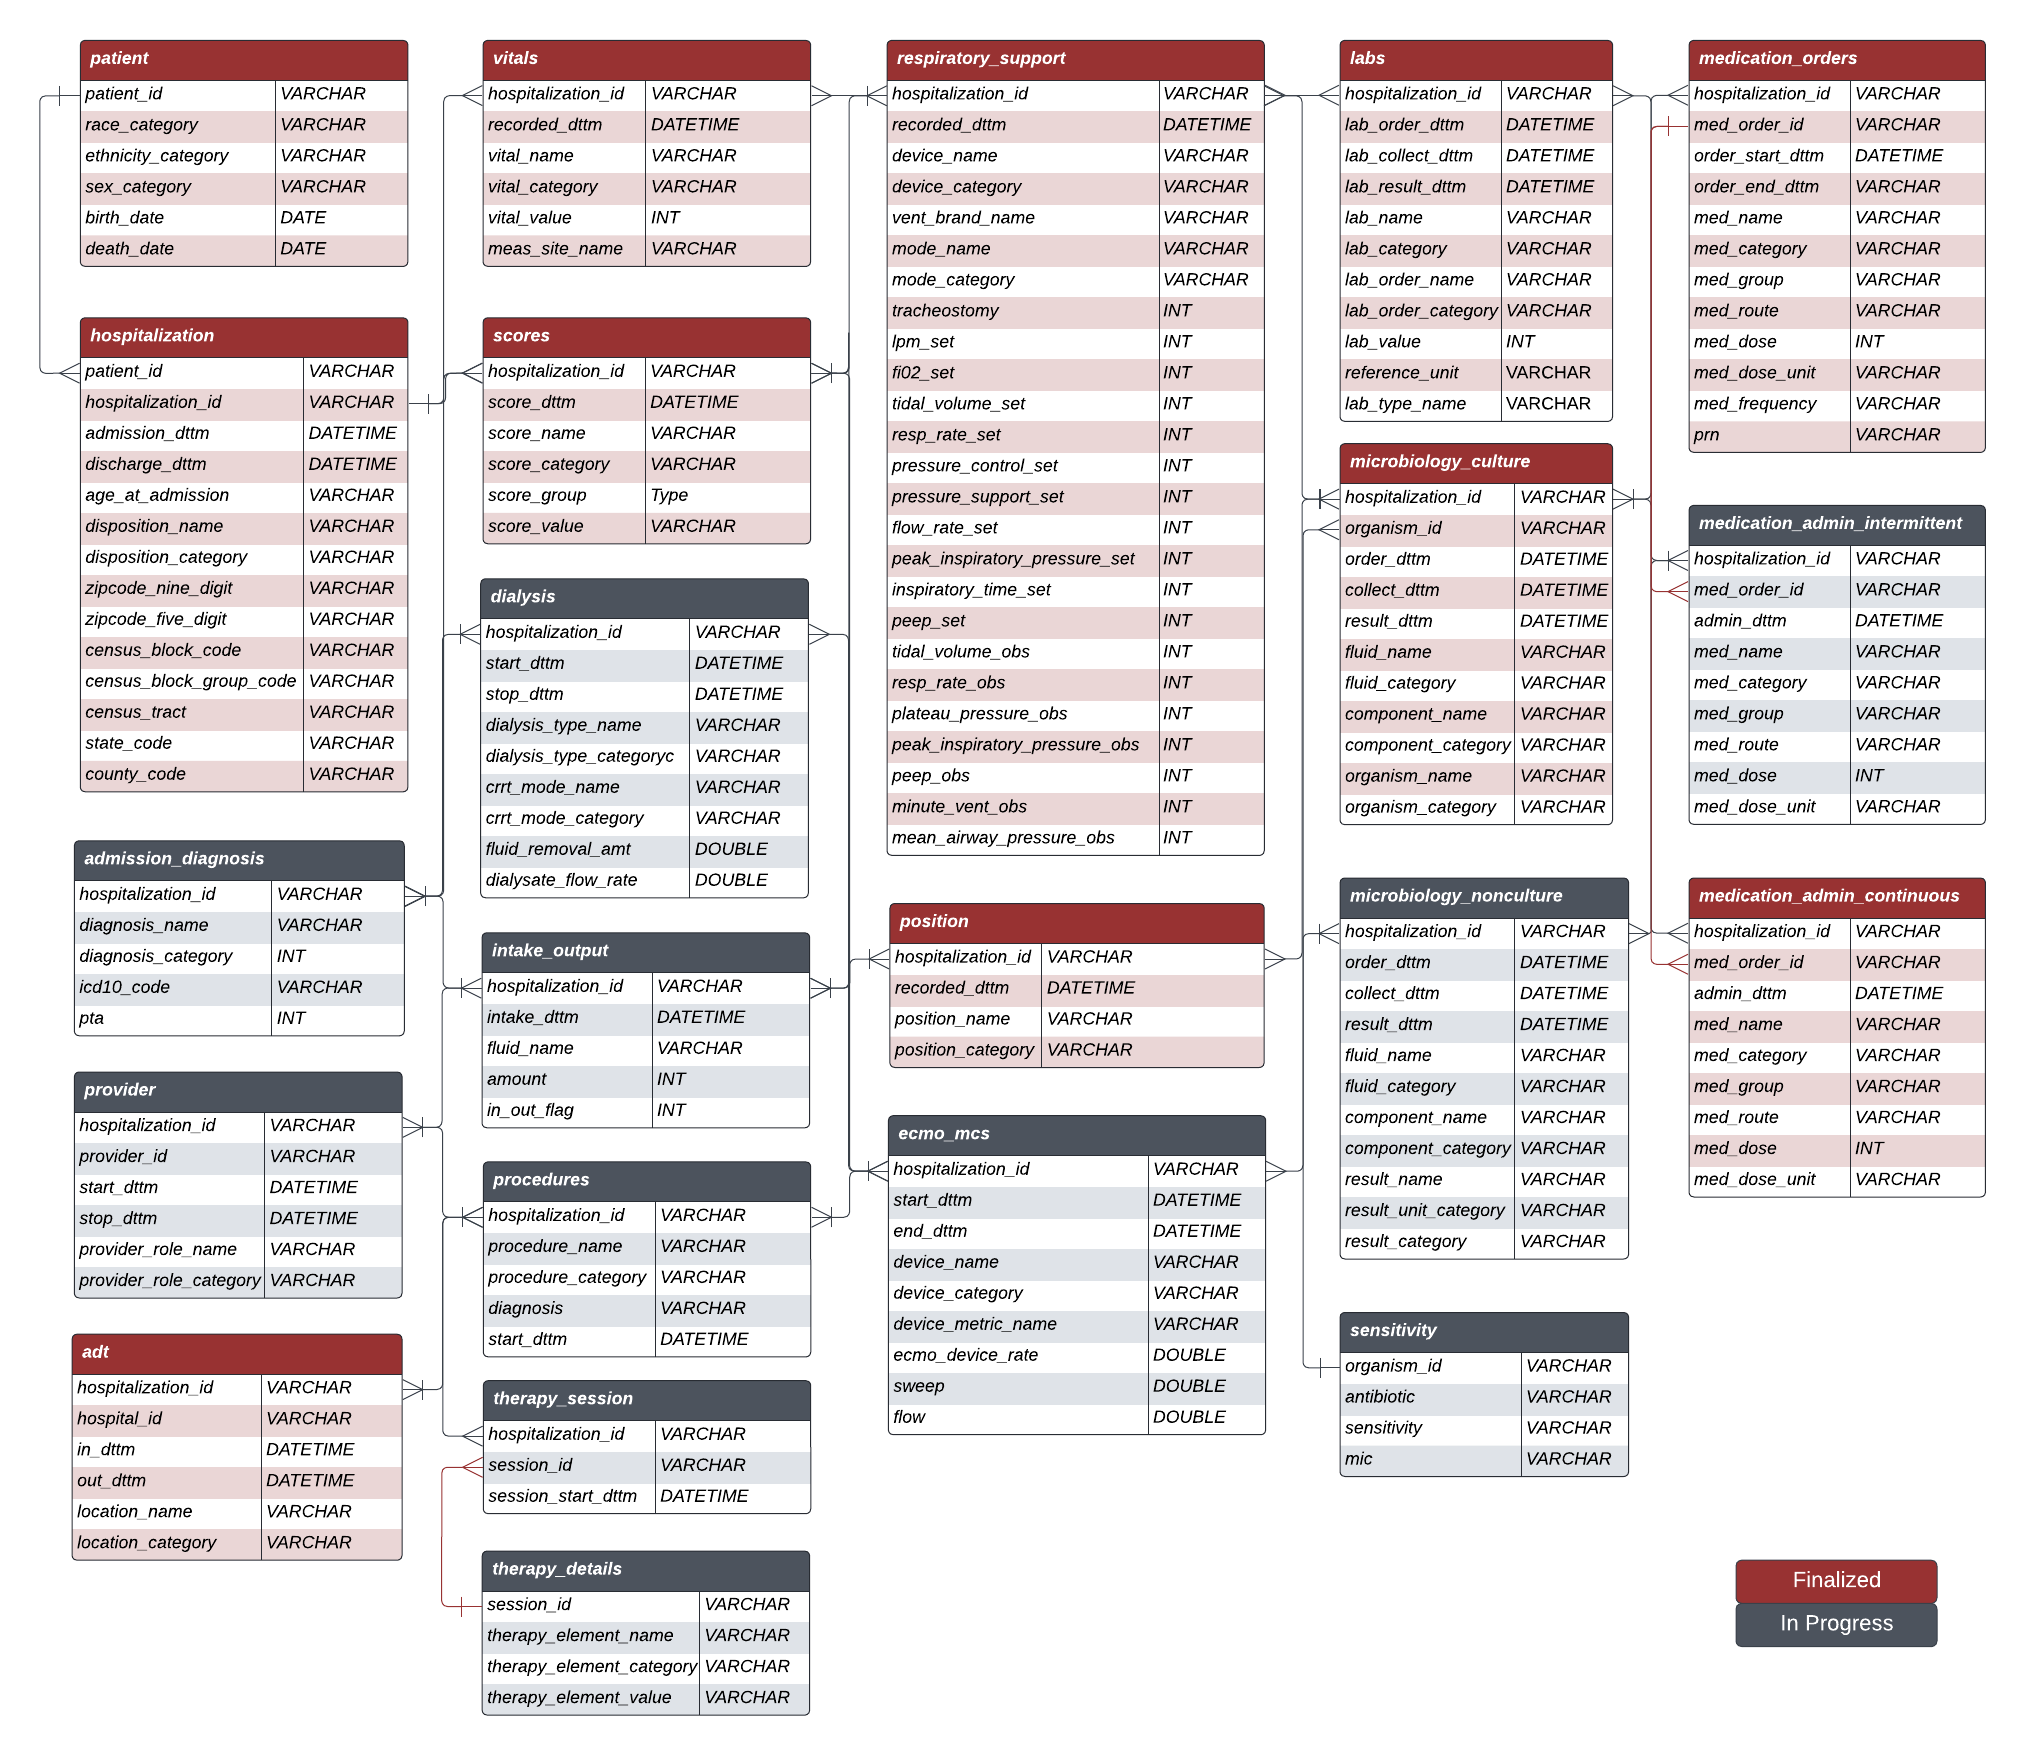 patient
patient_id VARCHAR
race_category VARCHAR
ethnicity_category VARCHAR
sex_category VARCHAR
birth_date DATE
death_date DATE
hospitalization
patient_id VARCHAR
hospitalization_id VARCHAR
admission_dttm DATETIME
discharge_dttm DATETIME
age_at_admission VARCHAR
disposition_name VARCHAR
disposition_category VARCHAR
zipcode_nine_digit VARCHAR
zipcode_five_digit VARCHAR
census_block_code VARCHAR
census_block_group_code VARCHAR
census_tract VARCHAR
state_code VARCHAR
county_code VARCHAR
admission_diagnosis
hospitalization_id VARCHAR
diagnosis_name VARCHAR
diagnosis_category INT
icd10_code VARCHAR
pta INT
provider
hospitalization_id VARCHAR
provider_id VARCHAR
start_dttm DATETIME
stop_dttm DATETIME
provider_role_name VARCHAR
provider_role_category VARCHAR
adt
hospitalization_id VARCHAR
hospital_id VARCHAR
in_dttm DATETIME
out_dttm DATETIME
location_name VARCHAR
location_category VARCHAR
vitals
hospitalization_id VARCHAR
recorded_dttm DATETIME
vital_name VARCHAR
vital_category VARCHAR
vital_value INT
meas_site_name VARCHAR
scores
hospitalization_id VARCHAR
score_dttm DATETIME
score_name VARCHAR
score_category VARCHAR
score_group Type
score_value VARCHAR
dialysis
hospitalization_id VARCHAR
start_dttm DATETIME
stop_dttm DATETIME
dialysis_type_name VARCHAR
dialysis_type_categoryc VARCHAR
crrt_mode_name VARCHAR
crrt_mode_category VARCHAR
fluid_removal_amt DOUBLE
dialysate_flow_rate DOUBLE
intake_output
hospitalization_id VARCHAR
intake_dttm DATETIME
fluid_name VARCHAR
amount INT
in_out_flag INT
procedures
hospitalization_id VARCHAR
procedure_name VARCHAR
procedure_category VARCHAR
diagnosis VARCHAR
start_dttm DATETIME
therapy_session
hospitalization_id VARCHAR
session_id VARCHAR
session_start_dttm DATETIME
therapy_details
session_id VARCHAR
therapy_element_name VARCHAR
therapy_element_category VARCHAR
therapy_element_value VARCHAR
respiratory_support
hospitalization_id VARCHAR
recorded_dttm DATETIME
device_name VARCHAR
device_category VARCHAR
vent_brand_name VARCHAR
mode_name VARCHAR
mode_category VARCHAR
tracheostomy INT
lpm_set INT
fi02_set INT
tidal_volume_set INT
resp_rate_set INT
pressure_control_set INT
pressure_support_set INT
flow_rate_set INT
peak_inspiratory_pressure_set INT
inspiratory_time_set INT
peep_set INT
tidal_volume_obs INT
resp_rate_obs INT
plateau_pressure_obs INT
peak_inspiratory_pressure_obs INT
peep_obs INT
minute_vent_obs INT
mean_airway_pressure_obs INT
position
hospitalization_id VARCHAR
recorded_dttm DATETIME
position_name VARCHAR
position_category VARCHAR
ecmo_mcs
hospitalization_id VARCHAR
start_dttm DATETIME
end_dttm DATETIME
device_name VARCHAR
device_category VARCHAR
device_metric_name VARCHAR
ecmo_device_rate DOUBLE
sweep DOUBLE
flow DOUBLE
labs
hospitalization_id VARCHAR
lab_order_dttm DATETIME
lab_collect_dttm DATETIME
lab_result_dttm DATETIME
lab_name VARCHAR
lab_category VARCHAR
lab_order_name VARCHAR
lab_order_category VARCHAR
lab_value INT
reference_unit VARCHAR
lab_type_name VARCHAR
microbiology_culture
hospitalization_id VARCHAR
organism_id VARCHAR
order_dttm DATETIME
collect_dttm DATETIME
result_dttm DATETIME
fluid_name VARCHAR
fluid_category VARCHAR
component_name VARCHAR
component_category VARCHAR
organism_name VARCHAR
organism_category VARCHAR
microbiology_nonculture
hospitalization_id VARCHAR
order_dttm DATETIME
collect_dttm DATETIME
result_dttm DATETIME
fluid_name VARCHAR
fluid_category VARCHAR
component_name VARCHAR
component_category VARCHAR
result_name VARCHAR
result_unit_category VARCHAR
result_category VARCHAR
sensitivity
organism_id VARCHAR
antibiotic VARCHAR
sensitivity VARCHAR
mic VARCHAR
medication_orders
hospitalization_id VARCHAR
med_order_id VARCHAR
order_start_dttm DATETIME
order_end_dttm VARCHAR
med_name VARCHAR
med_category VARCHAR
med_group VARCHAR
med_route VARCHAR
med_dose INT
med_dose_unit VARCHAR
med_frequency VARCHAR
prn VARCHAR
medication_admin_intermittent
hospitalization_id VARCHAR
med_order_id VARCHAR
admin_dttm DATETIME
med_name VARCHAR
med_category VARCHAR
med_group VARCHAR
med_route VARCHAR
med_dose INT
med_dose_unit VARCHAR
medication_admin_continuous
hospitalization_id VARCHAR
med_order_id VARCHAR
admin_dttm DATETIME
med_name VARCHAR
med_category VARCHAR
med_group VARCHAR
med_route VARCHAR
med_dose INT
med_dose_unit VARCHAR
Finalized
In Progress